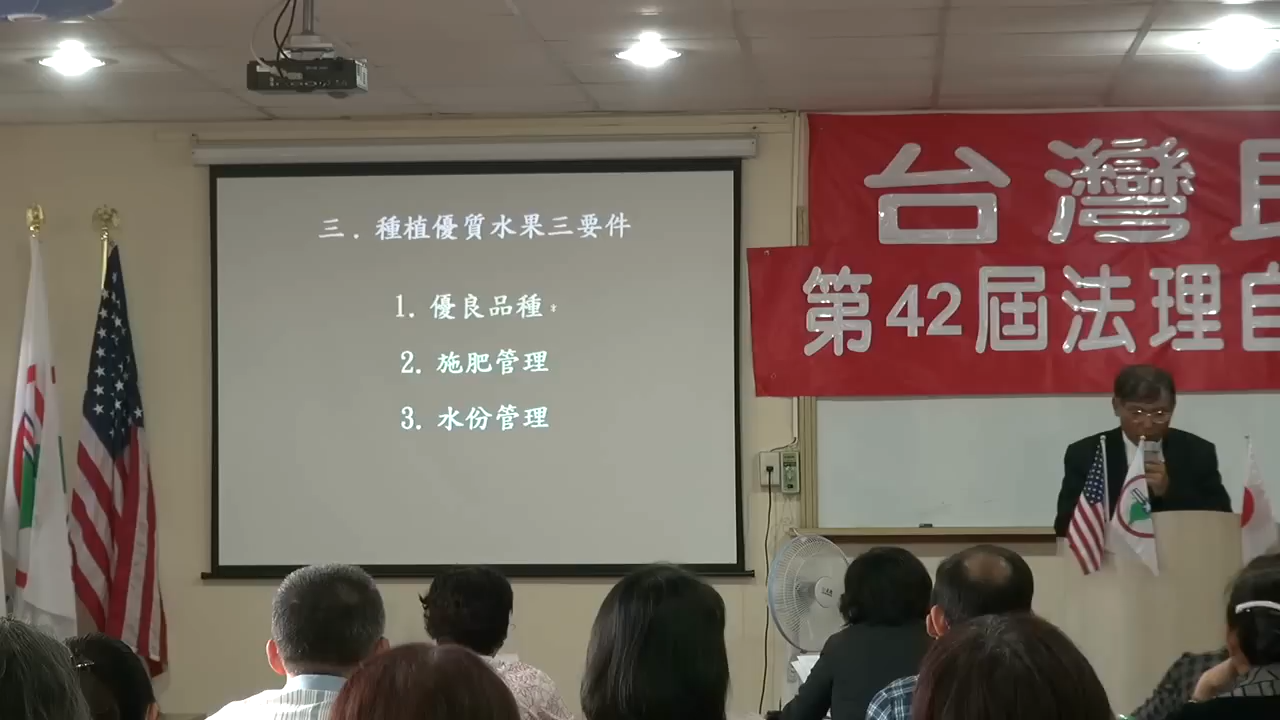 三. 種植優質水果三要件
1. 優良品種
2. 施肥管理
3. 水份管理
台灣
第42屆法理自